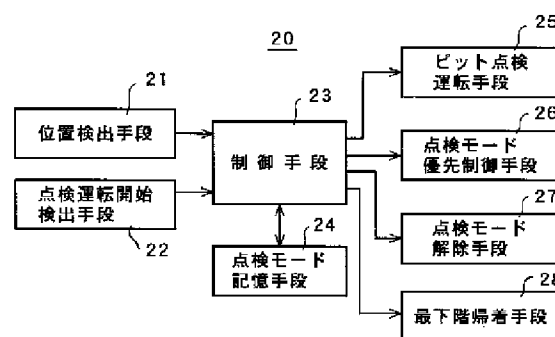 20
21
位置検出手段
点検運転開始
検出手段
22
23
制御手段
24
点検モード
記憶手段
25
ピット点検
運転手段
26
点検モード
優先制御手段
27
点検モード
解除手段
28
最下階帰着手段